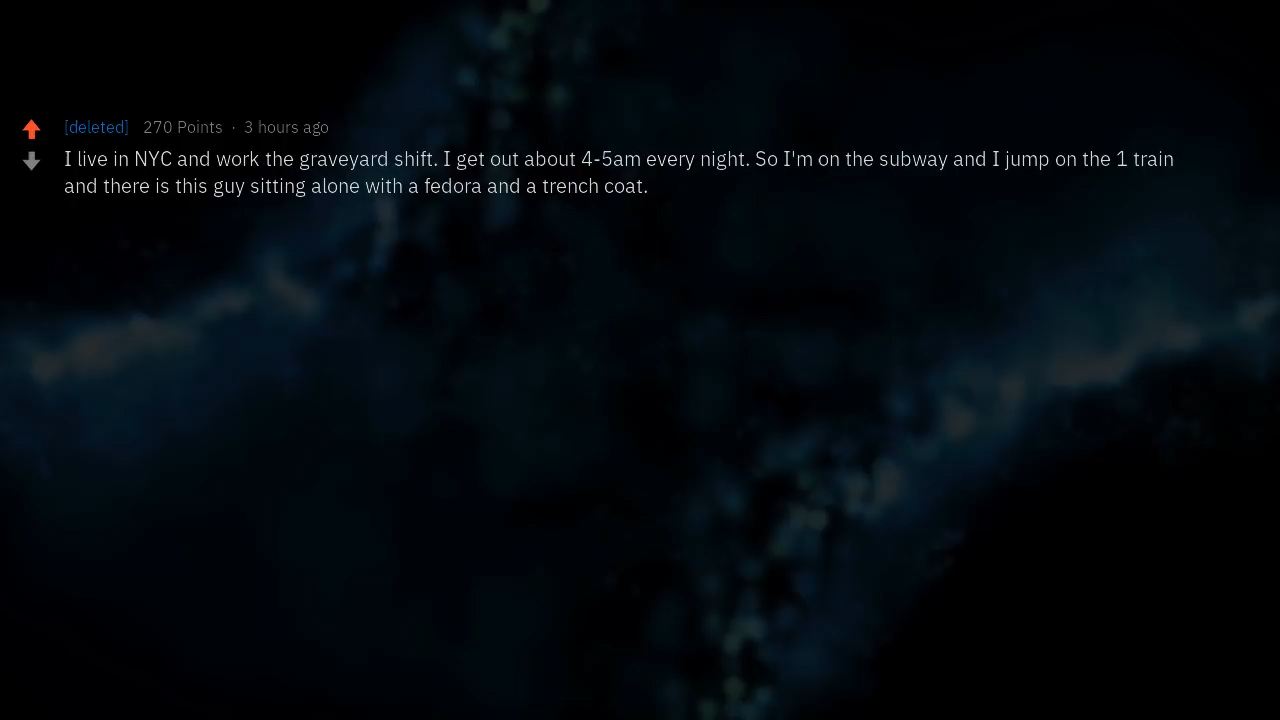 [deleted] 270 Points · 3 hours ago
I live in NYC and work the graveyard shift. I get out about 4-5am every night. So I'm on the subway and I jump on the 1 train
and there is this guy sitting alone with a fedora and a trench coat.